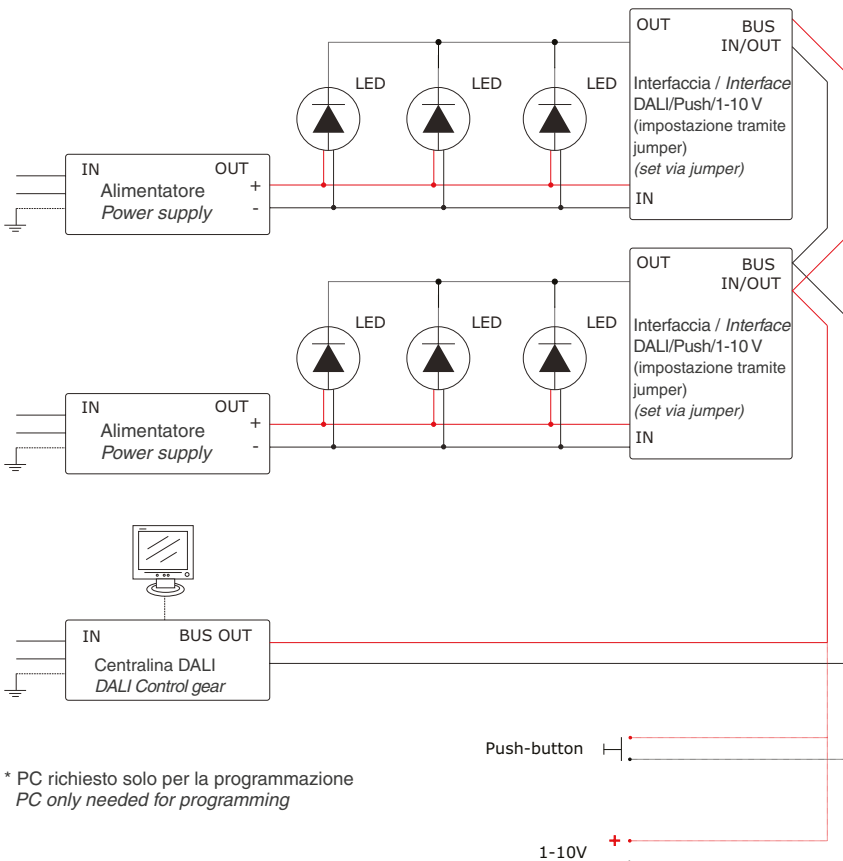 OUT
BUS
IN/OUT
LED
LED
LED
Interfaccia / Interface
DALI/Push/1-10 V
(impostazione tramite
jumper)
(set via jumper)
IN
IN
OUT
Alimentatore
Power supply
+
-
OUT
BUS
IN/OUT
LED
LED
LED
Interfaccia / Interface
DALI/Push/1-10 V
(impostazione tramite
jumper)
(set via jumper)
IN
IN
OUT
Alimentatore
Power supply
+
-
IN
BUS OUT
Centralina DALI
DALI Control gear
Push-button
* PC richiesto solo per la programmazione
PC only needed for programming
+
1-10V